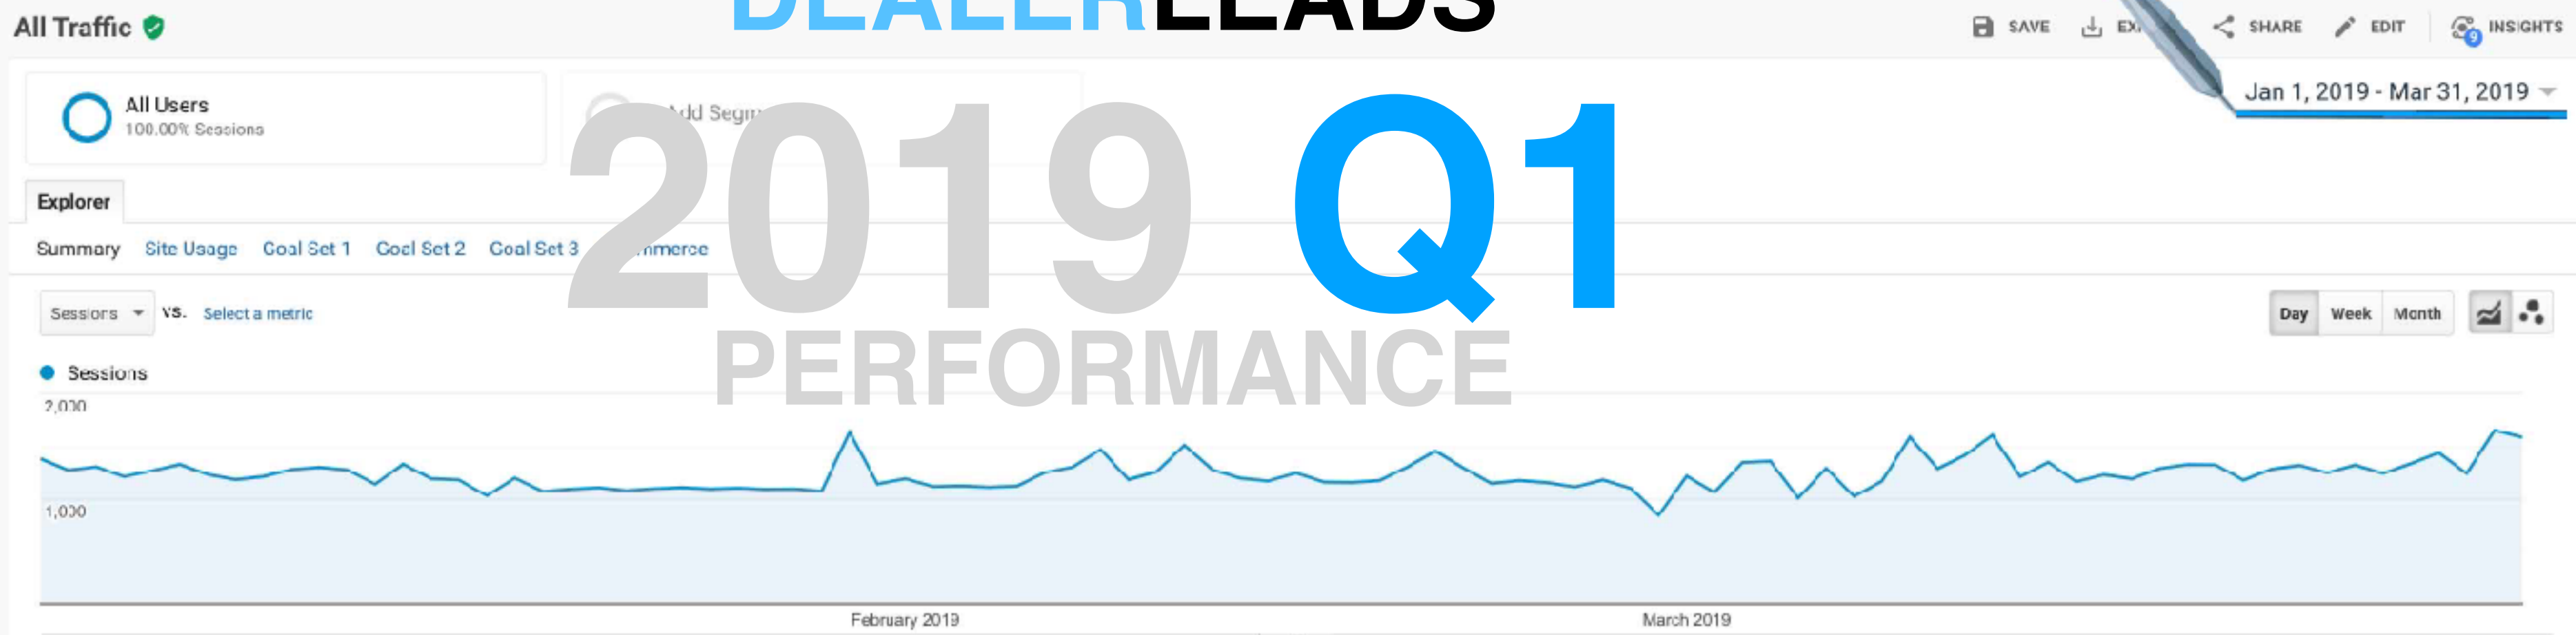 DEALERLEADS
All Traffic
SAVE
SHARE
EDIT
9
INSIGHTS
All Users
100.00% Sessions
Jan 1, 2019 - Mar 31, 2019
2019 Q1
Explorer
Summary Site Usage Goal Set 1 Goal Set 2 Goal Set 3
Sessions VS. Select a metric
Day Week Month
PERFORMANCE
Sessions
2,000
1,000
February 2019 March 2019